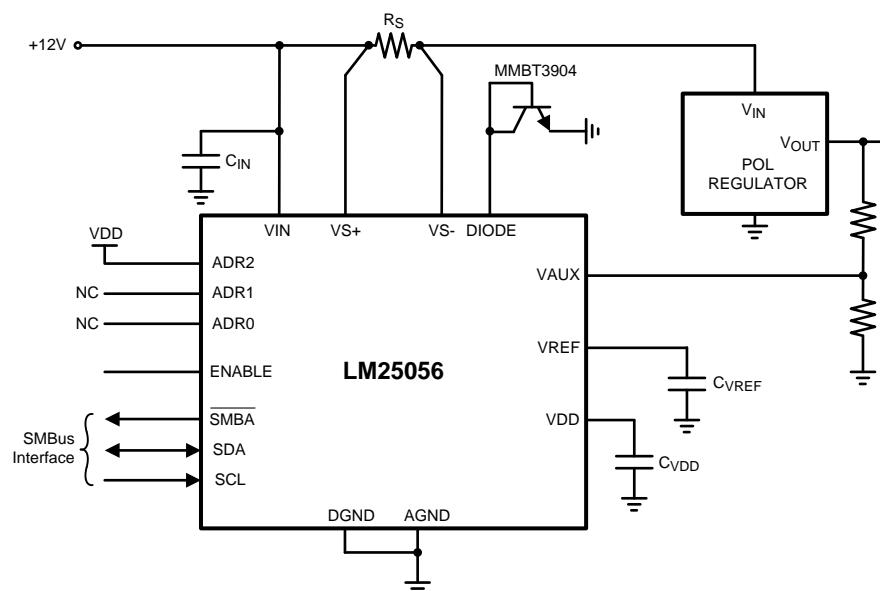 RS
+12V
MMBT3904
VIN
VOUT
POL
REGULATOR
CIN
VDD
VIN
VS+
VS-
DIODE
ADR2
VAUX
NC
ADR1
NC
ADR0
VREF
ENABLE
LM25056
CVREF
SMBA
VDD
SMBus
Interface
SDA
SCL
CVDD
DGND
AGND